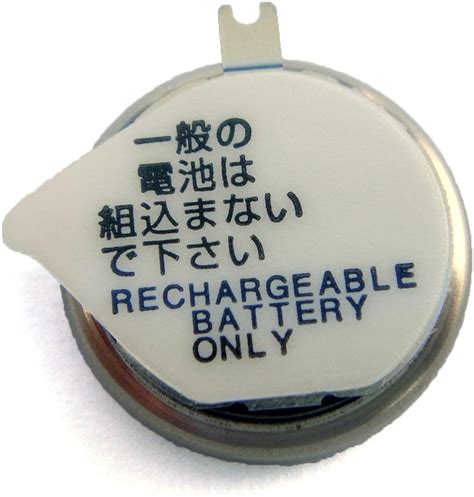 一般の
電池は
組込まない
で下さい
RECHARGEABLE
BATTERY
ONLY